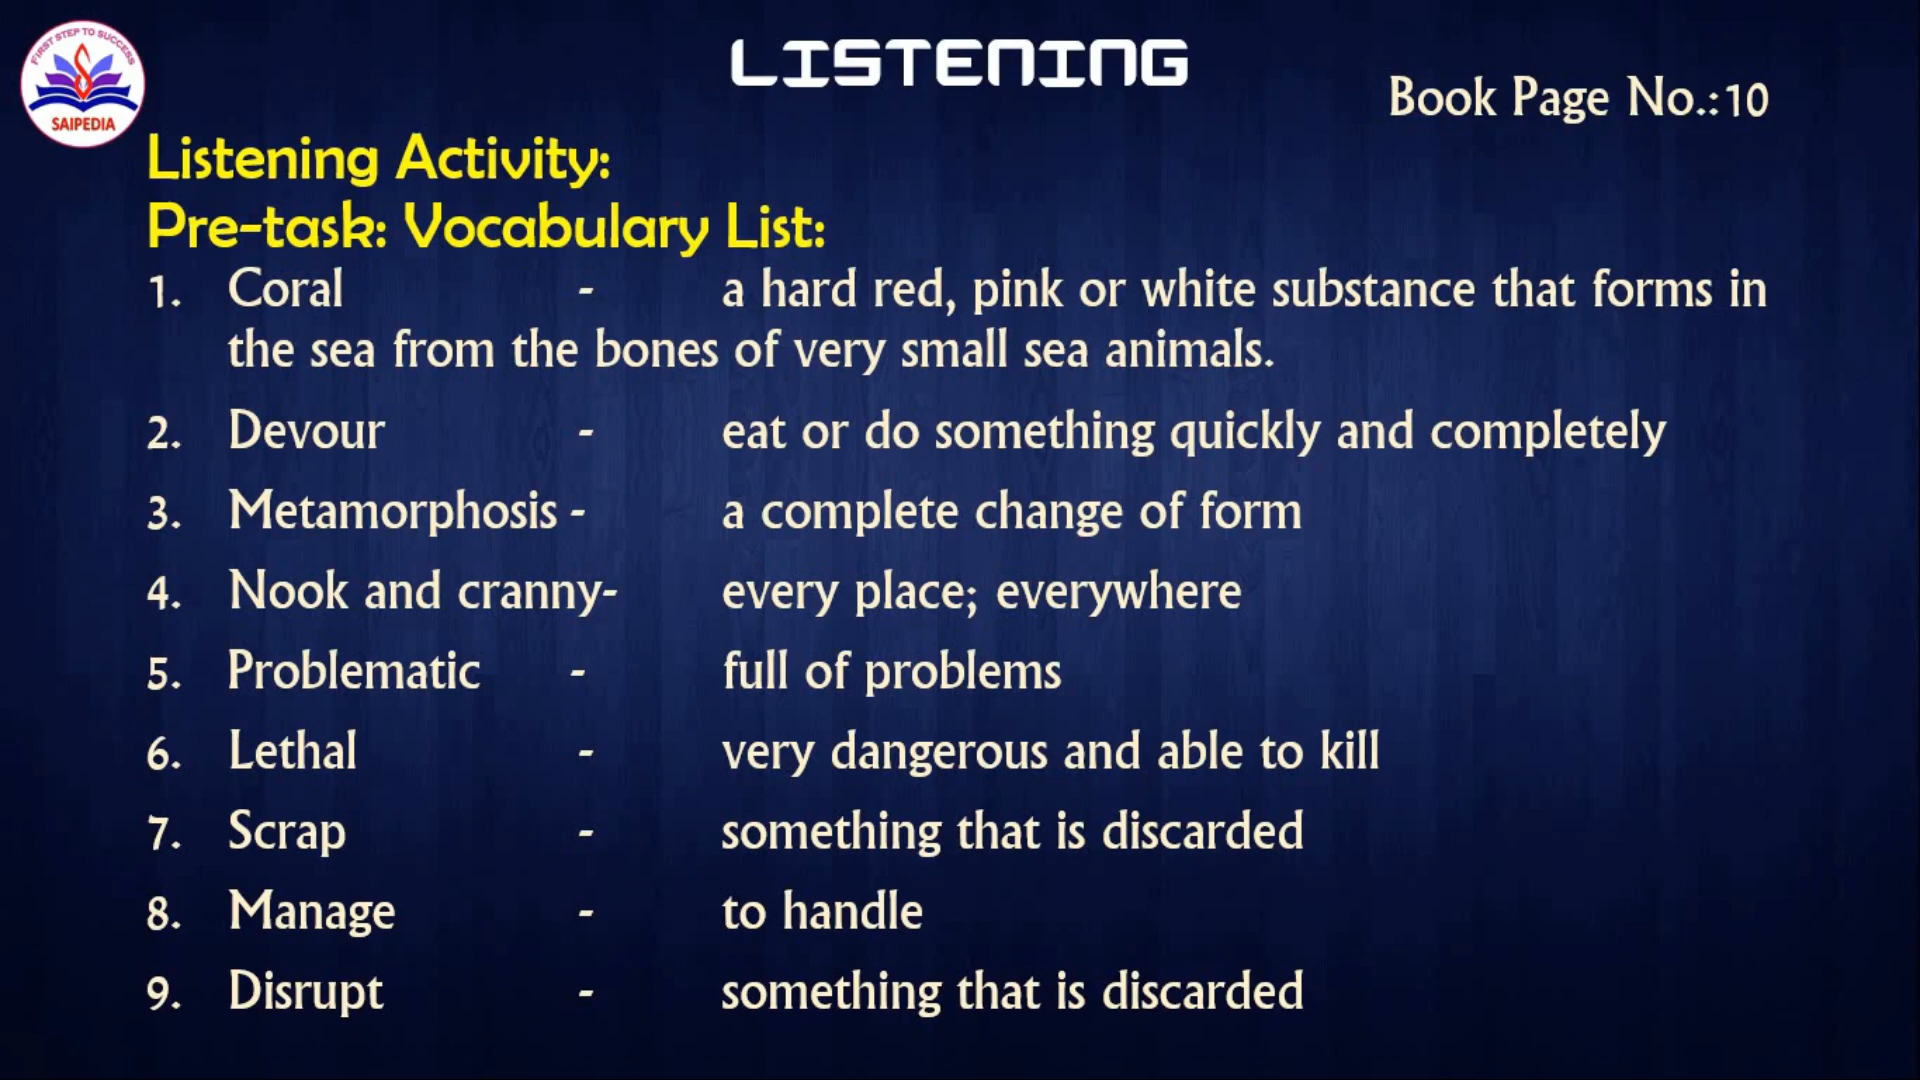 FIRST STEP TO SUCCESS
SAIPEDIA
LISTENING
Book Page No.:10
Listening Activity:
Pre-task: Vocabulary List:
1. Coral - a hard red, pink or white substance that forms in
the sea from the bones of very small sea animals.
2. Devour - eat or do something quickly and completely
3. Metamorphosis - a complete change of form
4. Nook and cranny- every place; everywhere
5. Problematic - full of problems
6. Lethal - very dangerous and able to kill
7. Scrap - something that is discarded
8. Manage - to handle
9. Disrupt - something that is discarded